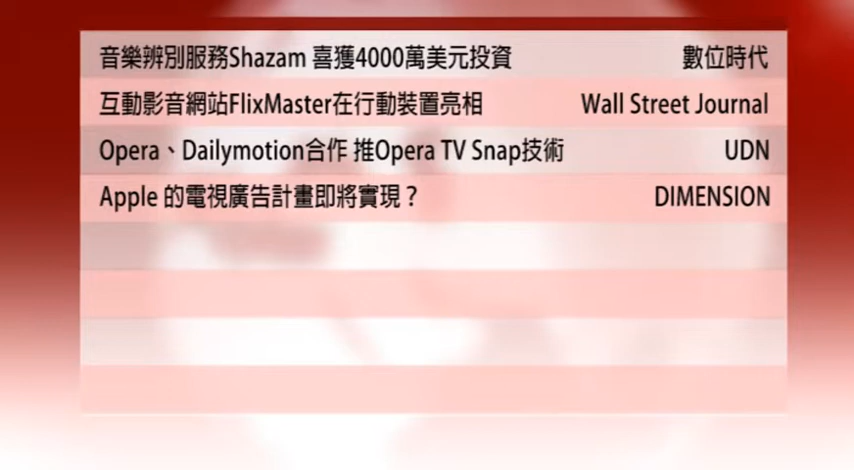 音樂辨別服務Shazam 喜獲4000萬美元投資 數位時代
互動影音網站FlixMaster在行動裝置亮相 Wall Street Journal
Opera、Dailymotion合作 推Opera TV Snap技術 UDN
Apple 的電視廣告計畫即將實現？ DIMENSION